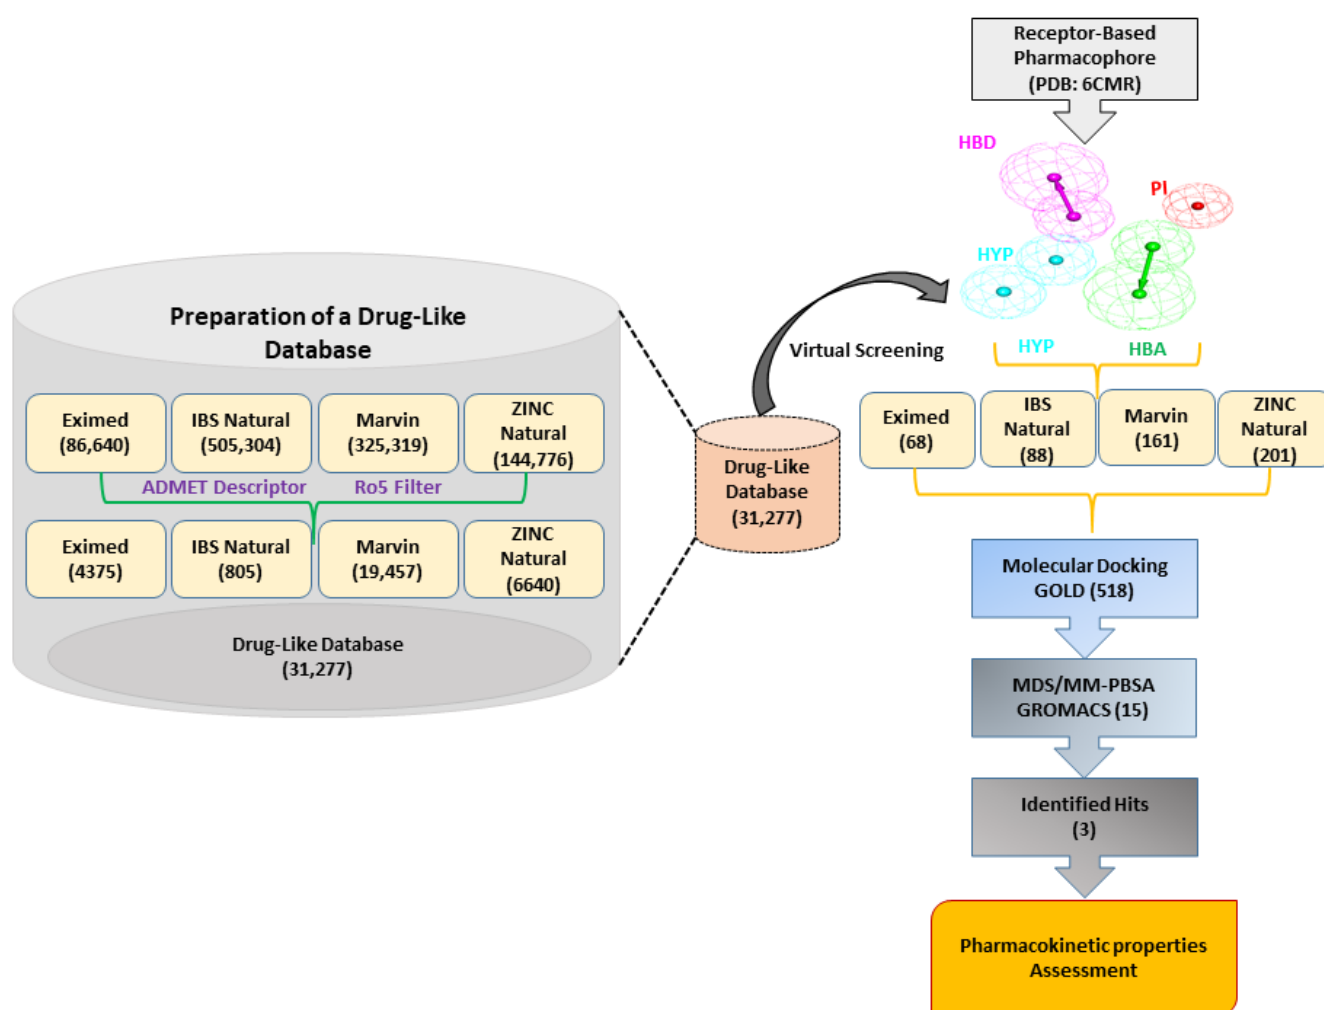 Preparation of a Drug-Like
Database
Eximed
(86,640)
IBS Natural
(505,304)
Marvin
(325,319)
ZINC
Natural
(144,776)
ADMET Descriptor
Ro5 Filter
Eximed
(4375)
IBS Natural
(805)
Marvin
(19,457)
ZINC
Natural
(6640)
Drug-Like Database
(31,277)
Drug-Like
Database
(31,277)
Virtual Screening
Receptor-Based
Pharmacophore
(PDB: 6CMR)
HBD
PI
HYP
HYP
HBA
Eximed
(68)
IBS
Natural
(88)
Marvin
(161)
ZINC
Natural
(201)
Molecular Docking
GOLD (518)
MDS/MM-PBSA
GROMACS (15)
Identified Hits
(3)
Pharmacokinetic properties
Assessment